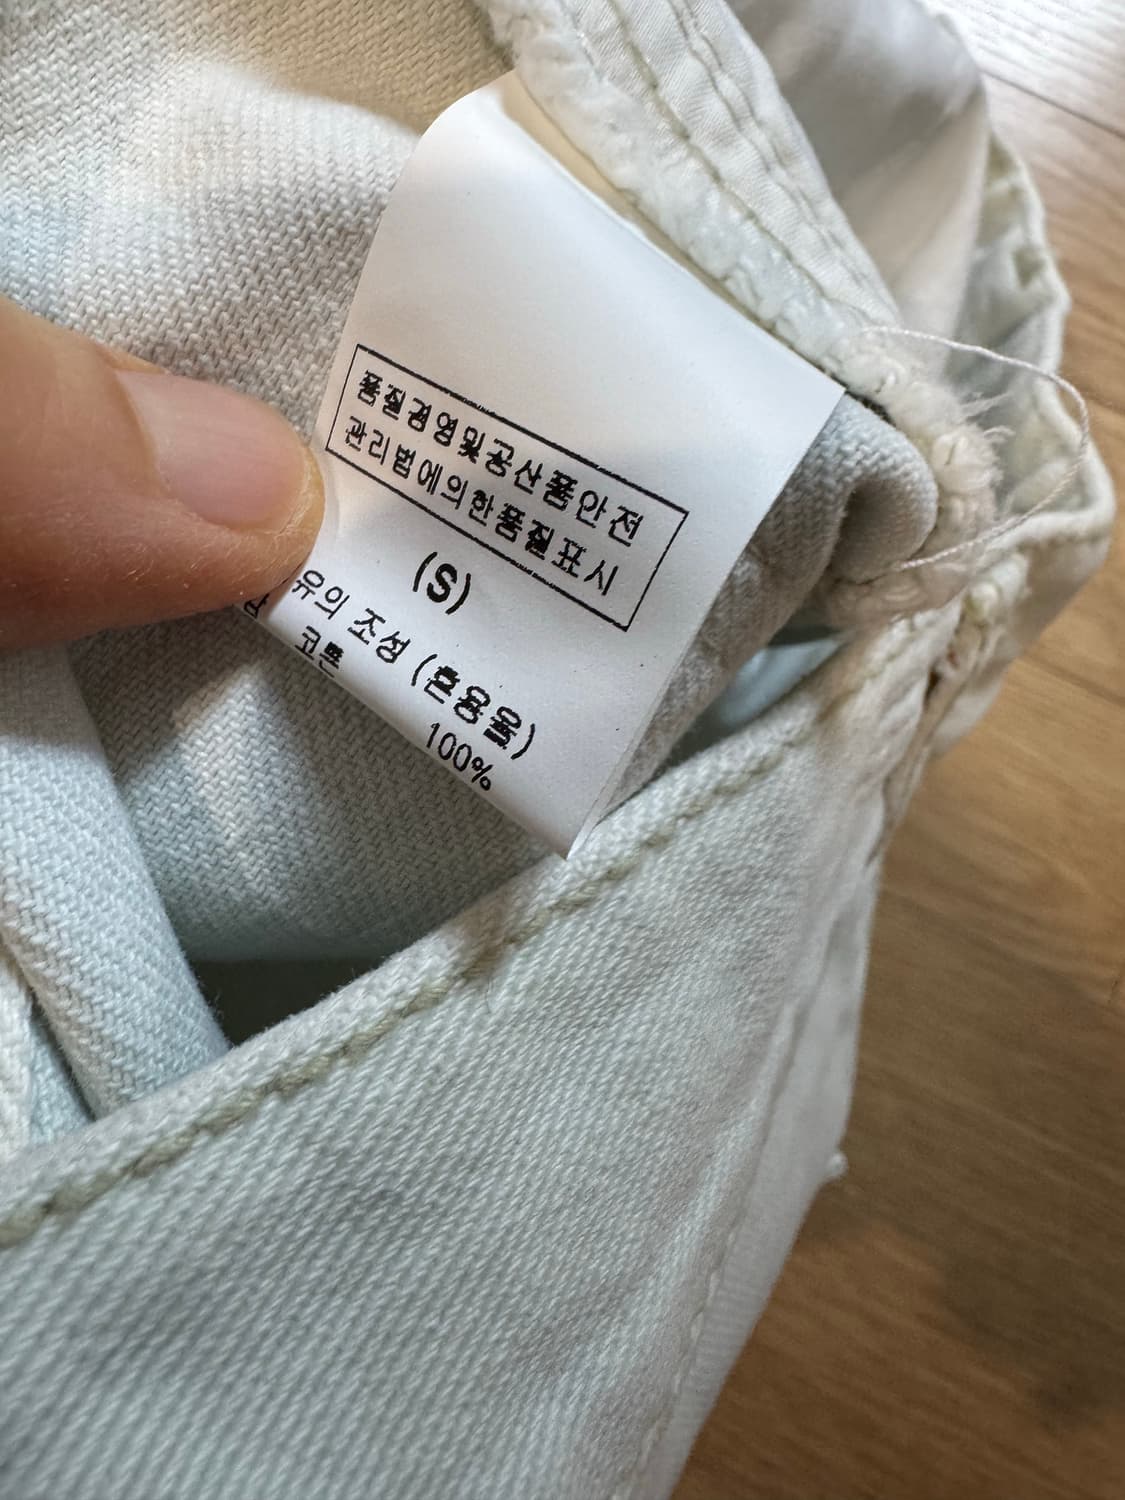 품질경영및공산품안전
관리법에의한품질표시
(S)
유의 조성 (혼용율)
코튼 100%